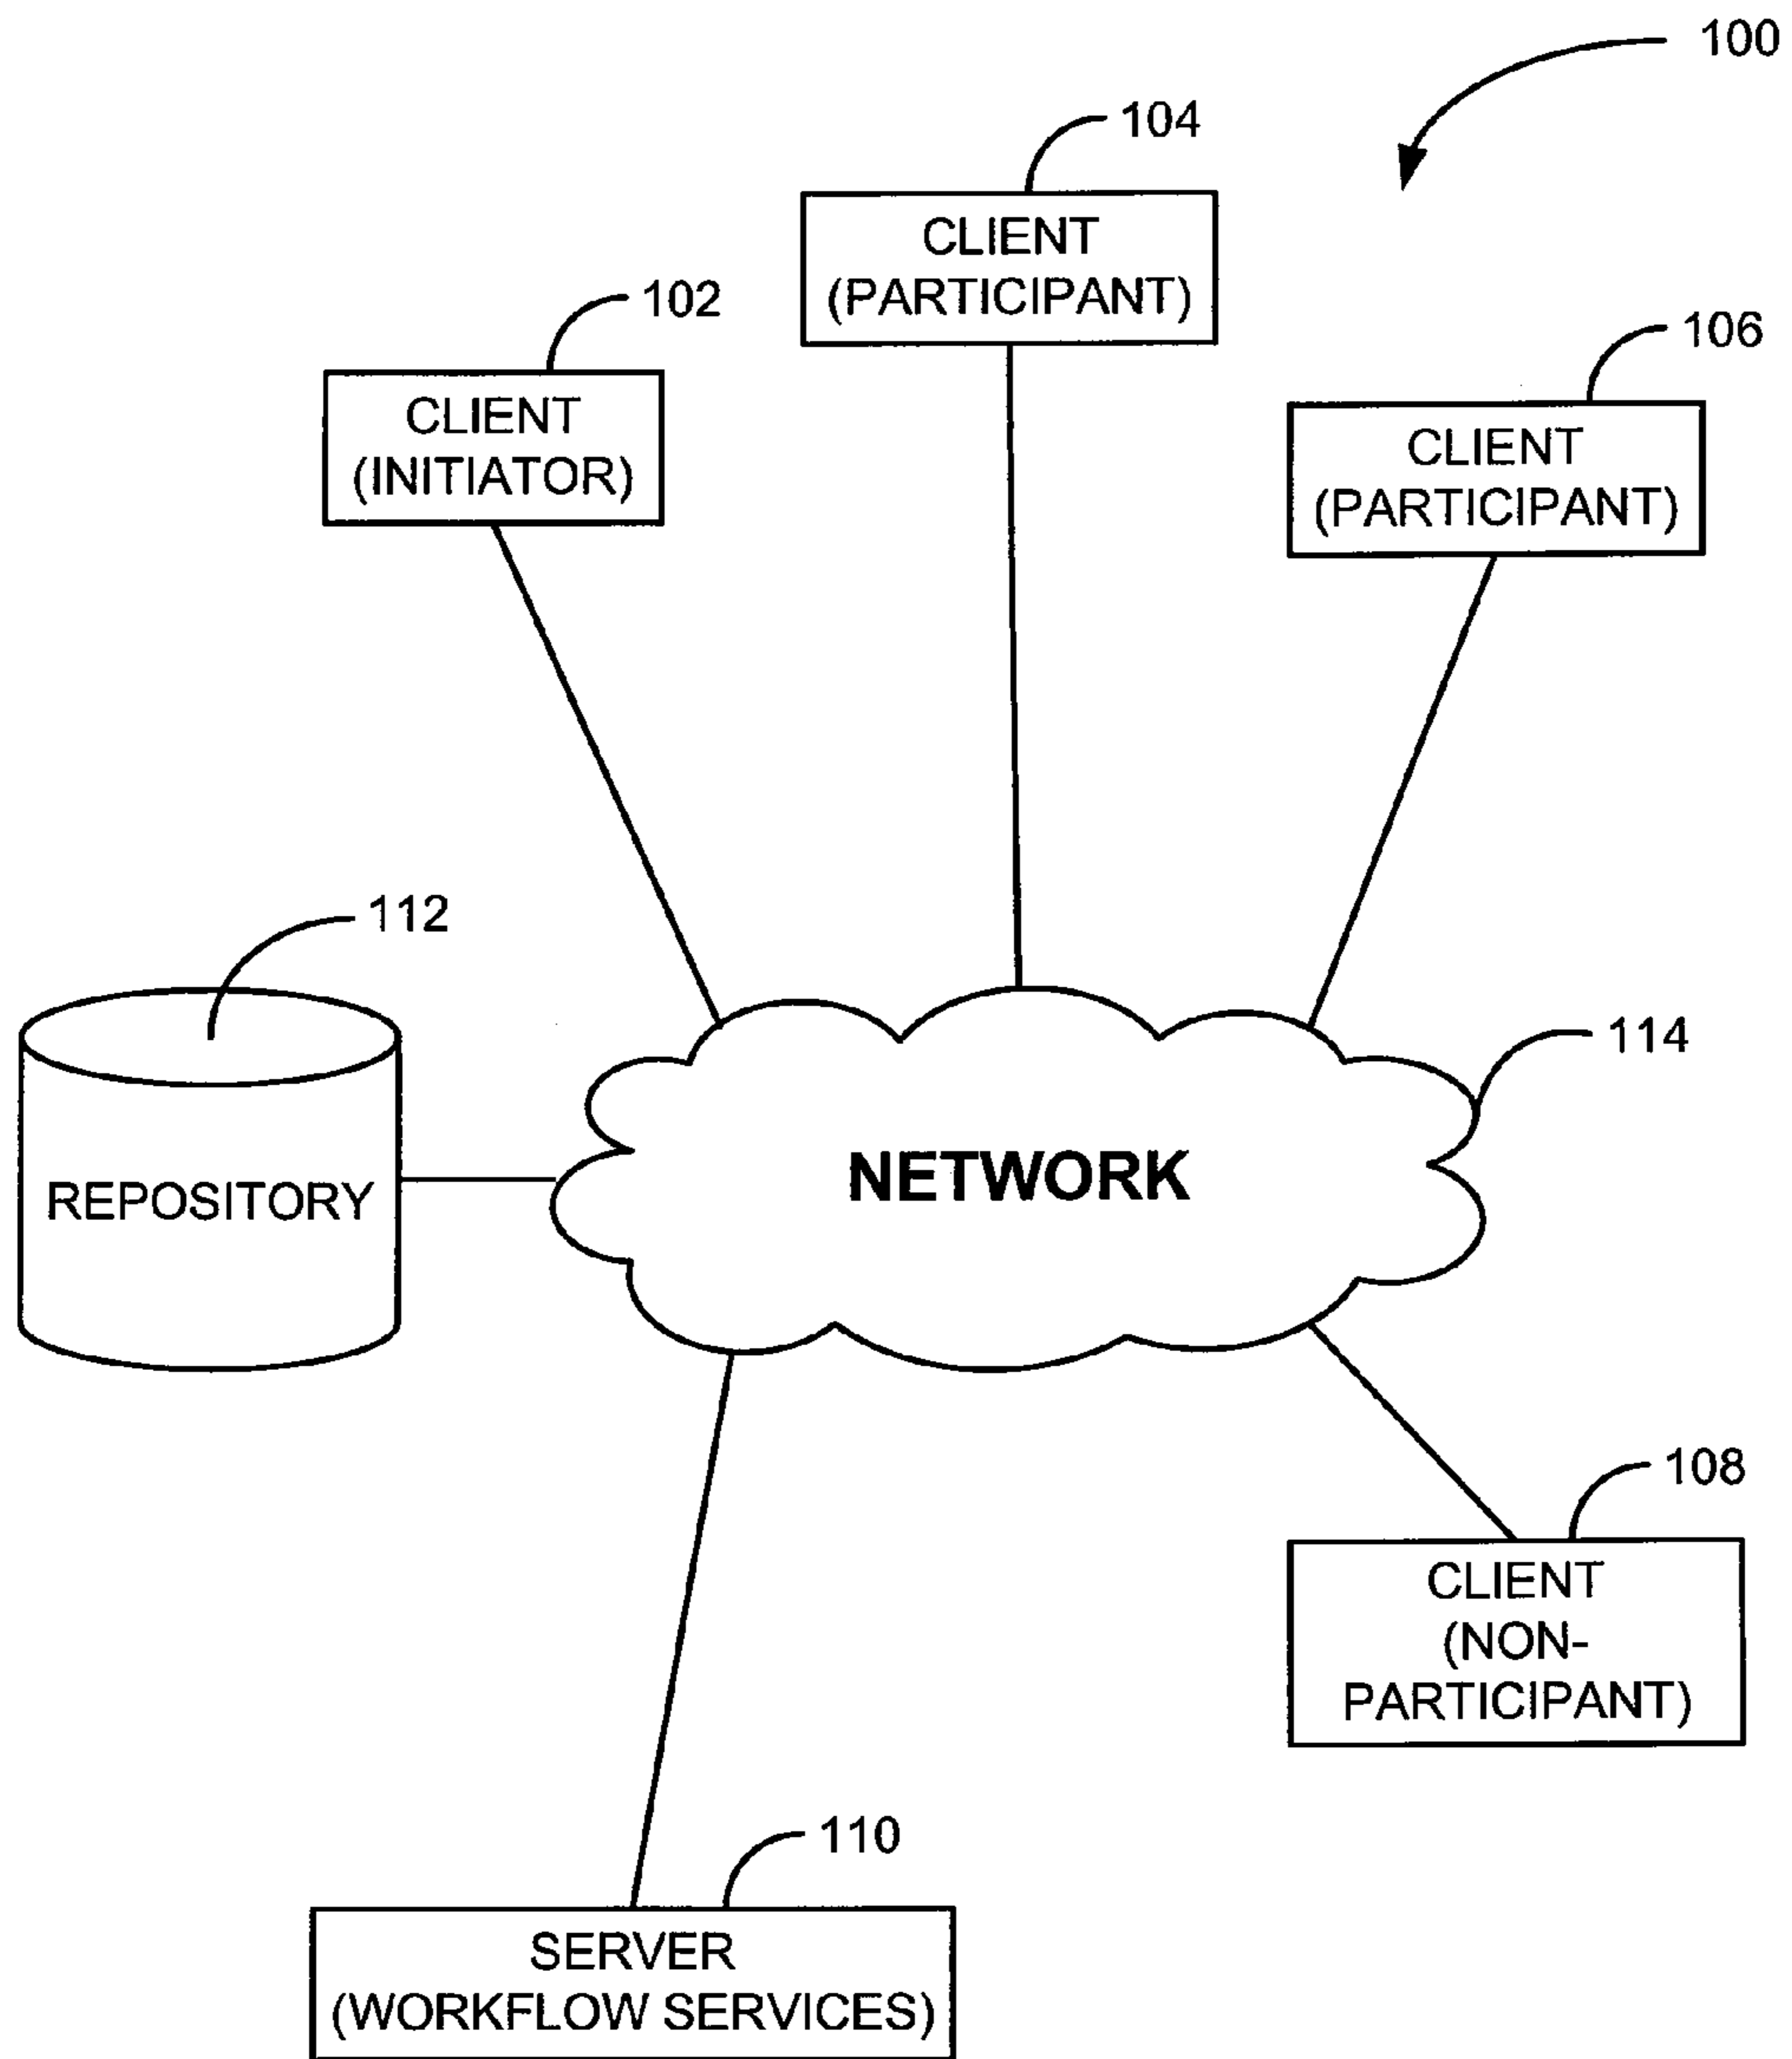 100
104
CLIENT
(PARTICIPANT)
102
CLIENT
(INITIATOR)
106
CLIENT
(PARTICIPANT)
112
REPOSITORY
114
NETWORK
108
CLIENT
(NON-
PARTICIPANT)
110
SERVER
(WORKFLOW SERVICES)